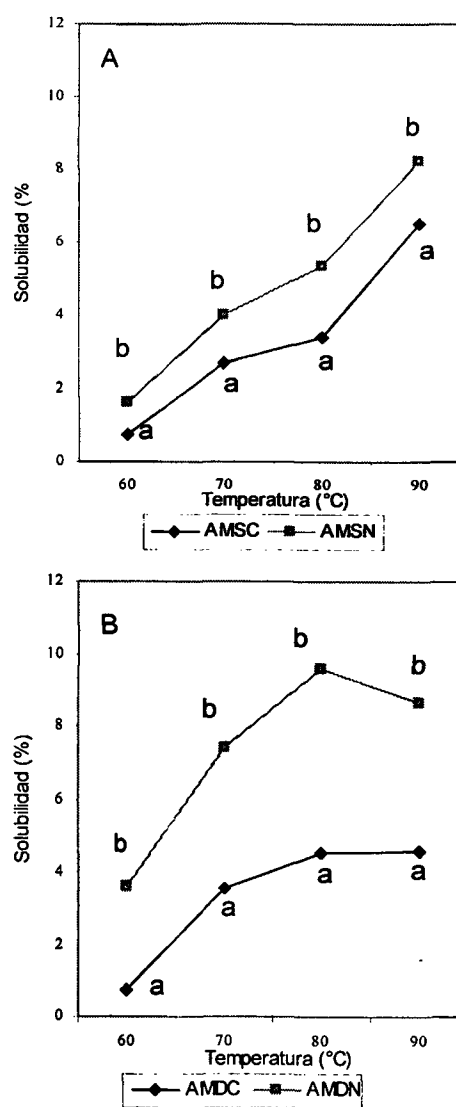 12
A
10
b
8
b
a
6
b
4
a
a
2
b
a
0
60 70 80 90
Solubilidad (%
Temperatura (°C)
AMSC AMSN
12
B
b
10
b
b
8
6
b
4
a
a
a
2
a
0
60 70 80 90
Solubilidad (%)
Temperatura (°C)
AMDC AMDN